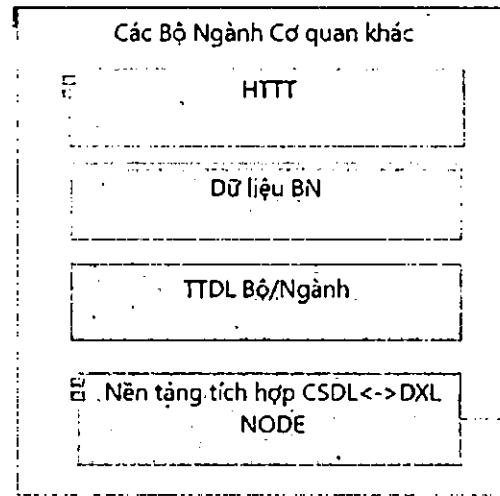 Các Bộ Ngành Cơ quan khác
HTTT
Dữ liệu BN
TTDL Bộ/Ngành
Nền tảng tích hợp CSDL<->DXL
NODE